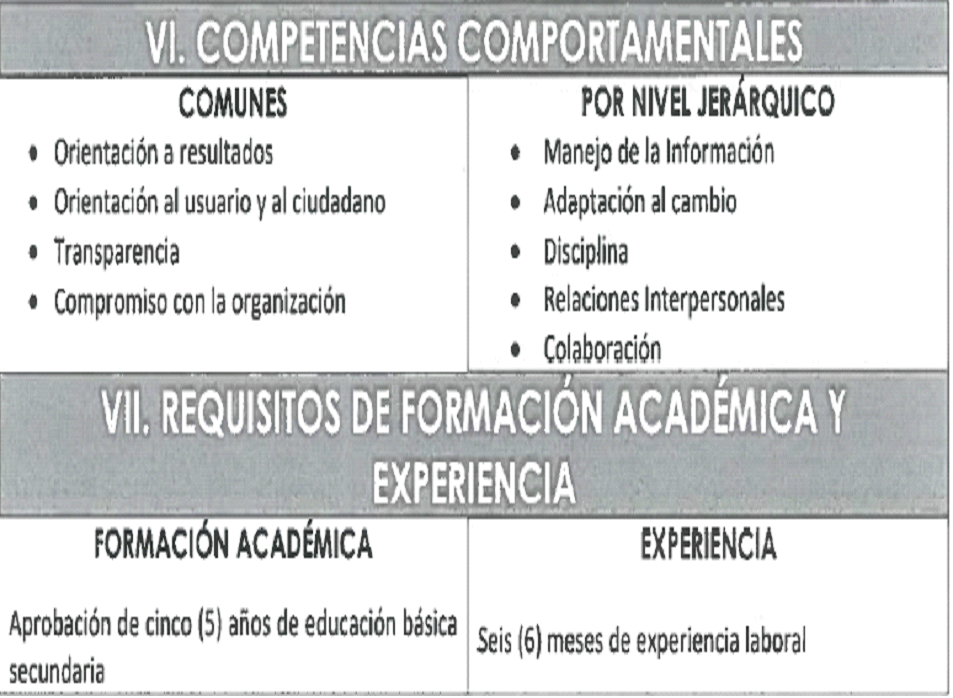 VI. COMPETENCIAS COMPORTAMENTALES
COMUNES
• Orientación a resultados
• Orientación al usuario y al ciudadano
• Transparencia
• Compromiso con la organización
POR NIVEL JERÁRQUICO
• Manejo de la Información
• Adaptación al cambio
• Disciplina
• Relaciones Interpersonales
• Colaboración
VII. REQUISITOS DE FORMACIÓN ACADÉMICA Y
EXPERIENCIA
FORMACIÓN ACADÉMICA
Aprobación de cinco (5) años de educación básica
secundaria
EXPERIENCIA
Seis (6) meses de experiencia laboral